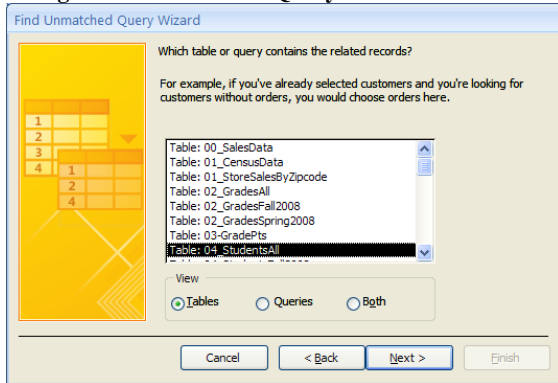 Find Unmatched Query Wizard
Which table or query contains the related records?
For example, if you've already selected customers and you're looking for
customers without orders, you would choose orders here.
1
2
3
4
1
2
4
Table: 00_SalesData
Table: 01_CensusData
Table: 01_StoreSalesByZipcode
Table: 02_GradesAll
Table: 02_GradesFall2008
Table: 02_GradesSpring2008
Table: 03-GradePts
Table: 04_StudentsAll
View
Tables
Queries
Both
Cancel
< Back
Next >
Finish